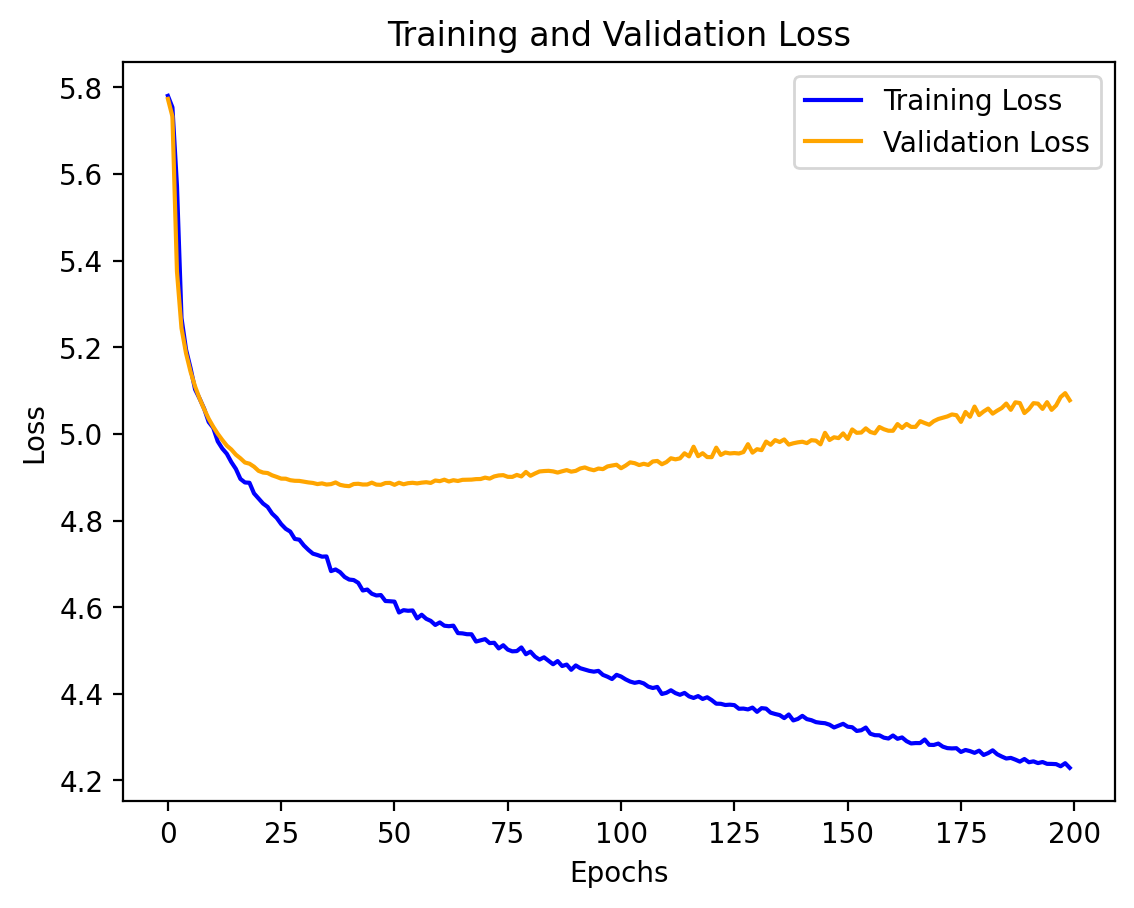 Training and Validation Loss
Training Loss
Validation Loss
5.8
5.6
5.4
5.2
5.0
4.8
4.6
4.4
4.2
Loss
0 25 50 75 100 125 150 175 200
Epochs